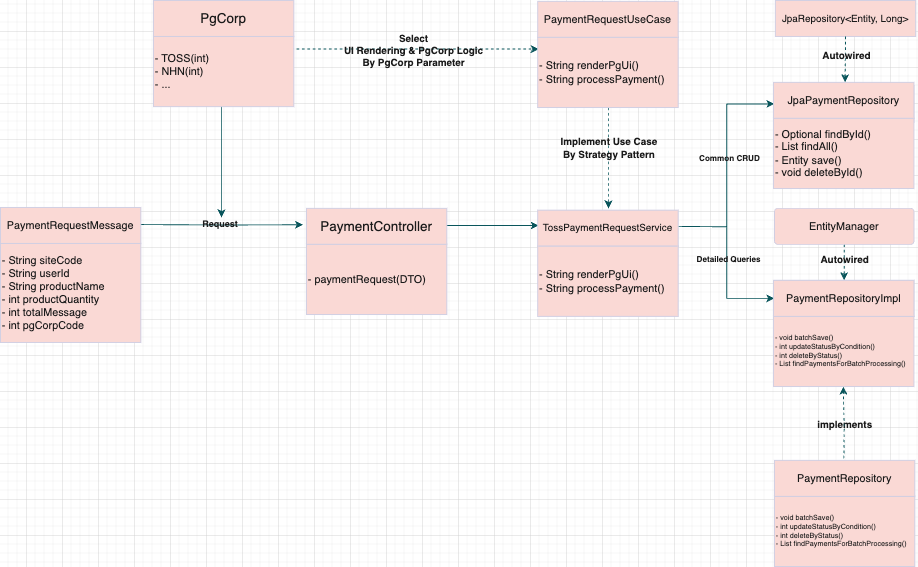 PgCorp
- TOSS(int)
- NHN(int)
- ...
Select
UI Rendering & PgCorp Logic
By PgCorp Parameter
PaymentRequestUseCase
- String renderPgUi()
- String processPayment()
JpaRepository<Entity, Long>
Autowired
JpaPaymentRepository
- Optional findById()
- List findAll()
- Entity save()
- void deleteById()
Implement Use Case
By Strategy Pattern
Common CRUD
PaymentRequestMessage
- String siteCode
- String userId
- String productName
- int productQuantity
- int totalMessage
- int pgCorpCode
Request
PaymentController
- paymentRequest(DTO)
TossPaymentRequestService
- String renderPgUi()
- String processPayment()
Detailed Queries
EntityManager
Autowired
PaymentRepositoryImpl
- void batchSave()
- int updateStatusByCondition()
- int deleteByStatus()
- List findPaymentsForBatchProcessing()
implements
PaymentRepository
- void batchSave()
- int updateStatusByCondition()
- int deleteByStatus()
- List findPaymentsForBatchProcessing()